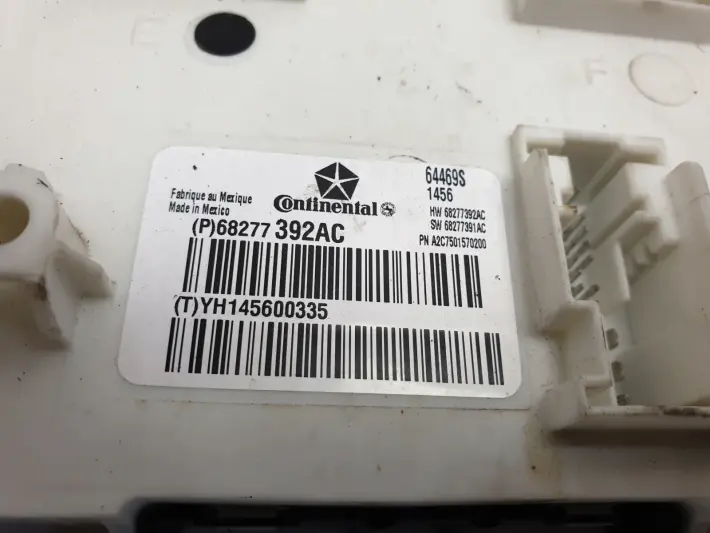 E
F
Fabrique au Mexique
Made in Mexico
Continental
64469S
1456
HW 68277392AC
SW 68277391AC
PN A2C7501570200
(P)68277 392AC
(T)YH145600335